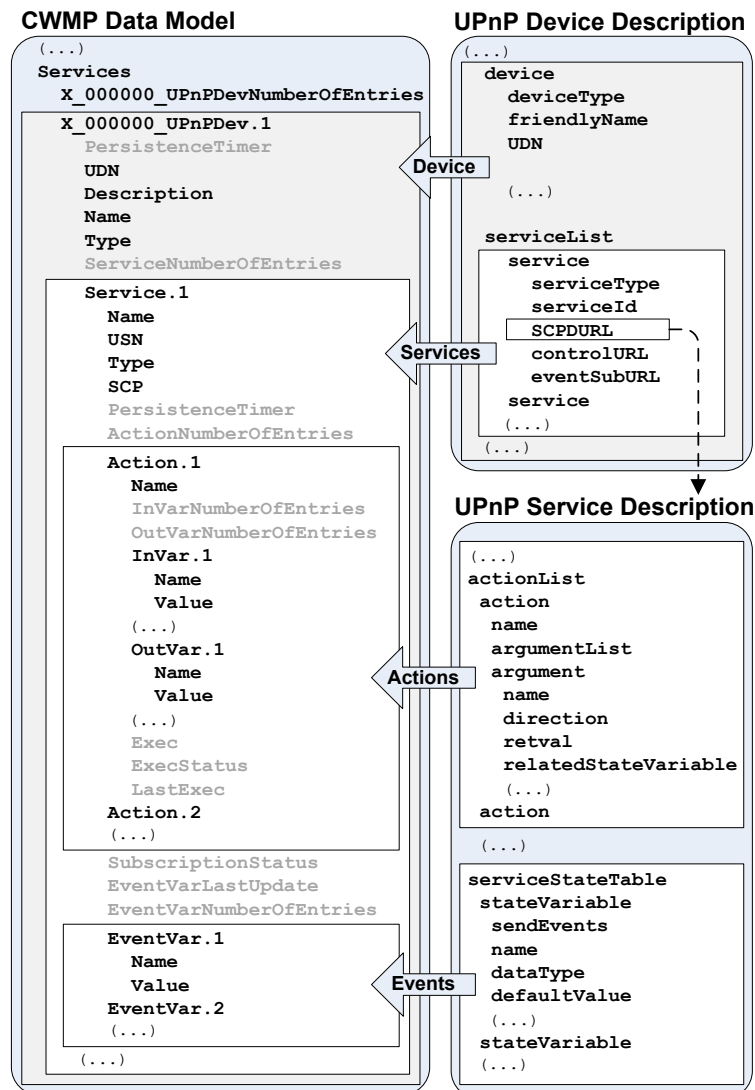 CWMP Data Model
(...)
Services
X_000000_UPnPDevNumberOfEntries
X_000000_UPnPDev.1
PersistenceTimer
UDN
Description
Name
Type
ServiceNumberOfEntries
Service.1
Name
USN
Type
SCP
PersistenceTimer
ActionNumberOfEntries
Action.1
Name
InVarNumberOfEntries
OutVarNumberOfEntries
InVar.1
Name
Value
(...)
OutVar.1
Name
Value
(...)
Exec
ExecStatus
LastExec
Action.2
(...)
SubscriptionStatus
EventVarLastUpdate
EventVarNumberOfEntries
EventVar.1
Name
Value
EventVar.2
(...)
(...)
Device
Services
Actions
Events
UPnP Device Description
(...)
device
deviceType
friendlyName
UDN
(...)
serviceList
service
serviceType
serviceId
SCPDURL
controlURL
eventSubURL
service
(...)
(...)
UPnP Service Description
(...)
actionList
action
name
argumentList
argument
name
direction
retval
relatedStateVariable
(...)
action
(...)
serviceStateTable
stateVariable
sendEvents
name
dataType
defaultValue
(...)
stateVariable
(...)